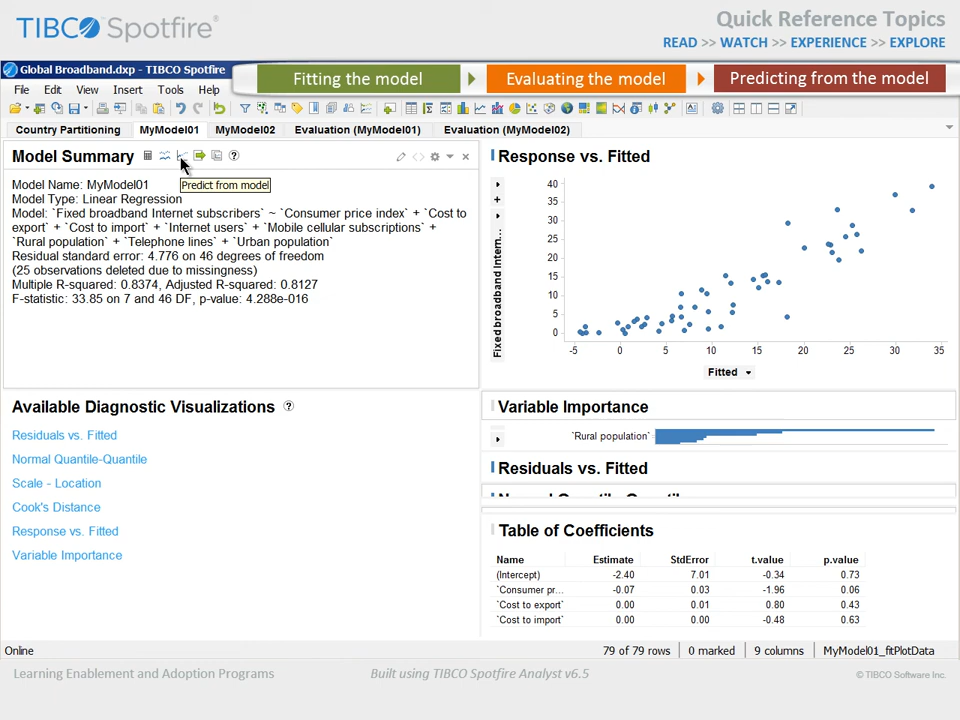 TIBCO Spotfire®
Quick Reference Topics
READ >> WATCH >> EXPERIENCE >> EXPLORE
Global Broadband.dxp - TIBCO Spotfire
Fitting the model
Evaluating the model
Predicting from the model
File Edit View Insert Tools Help
Country Partitioning MyModel01 MyModel02 Evaluation (MyModel01) Evaluation (MyModel02)
Model Summary
Predict from model
Model Name: MyModel01
Model Type: Linear Regression
Model: `Fixed broadband Internet subscribers` ~ `Consumer price index` + `Cost to
export` + `Cost to import` + `Internet users` + `Mobile cellular subscriptions` +
`Rural population` + `Telephone lines` + `Urban population`
Residual standard error: 4.776 on 46 degrees of freedom
(25 observations deleted due to missingness)
Multiple R-squared: 0.8374, Adjusted R-squared: 0.8127
F-statistic: 33.85 on 7 and 46 DF, p-value: 4.288e-016
Response vs. Fitted
Fixed broadband Intern...
40
35
30
25
20
15
10
5
0
-5 0 5 10 15 20 25 30 35
Fitted
Available Diagnostic Visualizations
Residuals vs. Fitted
Normal Quantile-Quantile
Scale - Location
Cook's Distance
Response vs. Fitted
Variable Importance
Variable Importance
`Rural population`
Residuals vs. Fitted
Table of Coefficients
Name Estimate StdError t.value p.value
(Intercept) -2.40 7.01 -0.34 0.73
`Consumer pr... -0.07 0.03 -1.96 0.06
`Cost to export` 0.00 0.01 0.80 0.43
`Cost to import` 0.00 0.00 -0.48 0.63
Online
79 of 79 rows 0 marked 9 columns MyModel01_fitPlotData
Learning Enablement and Adoption Programs
Built using TIBCO Spotfire Analyst v6.5
© TIBCO Software Inc.